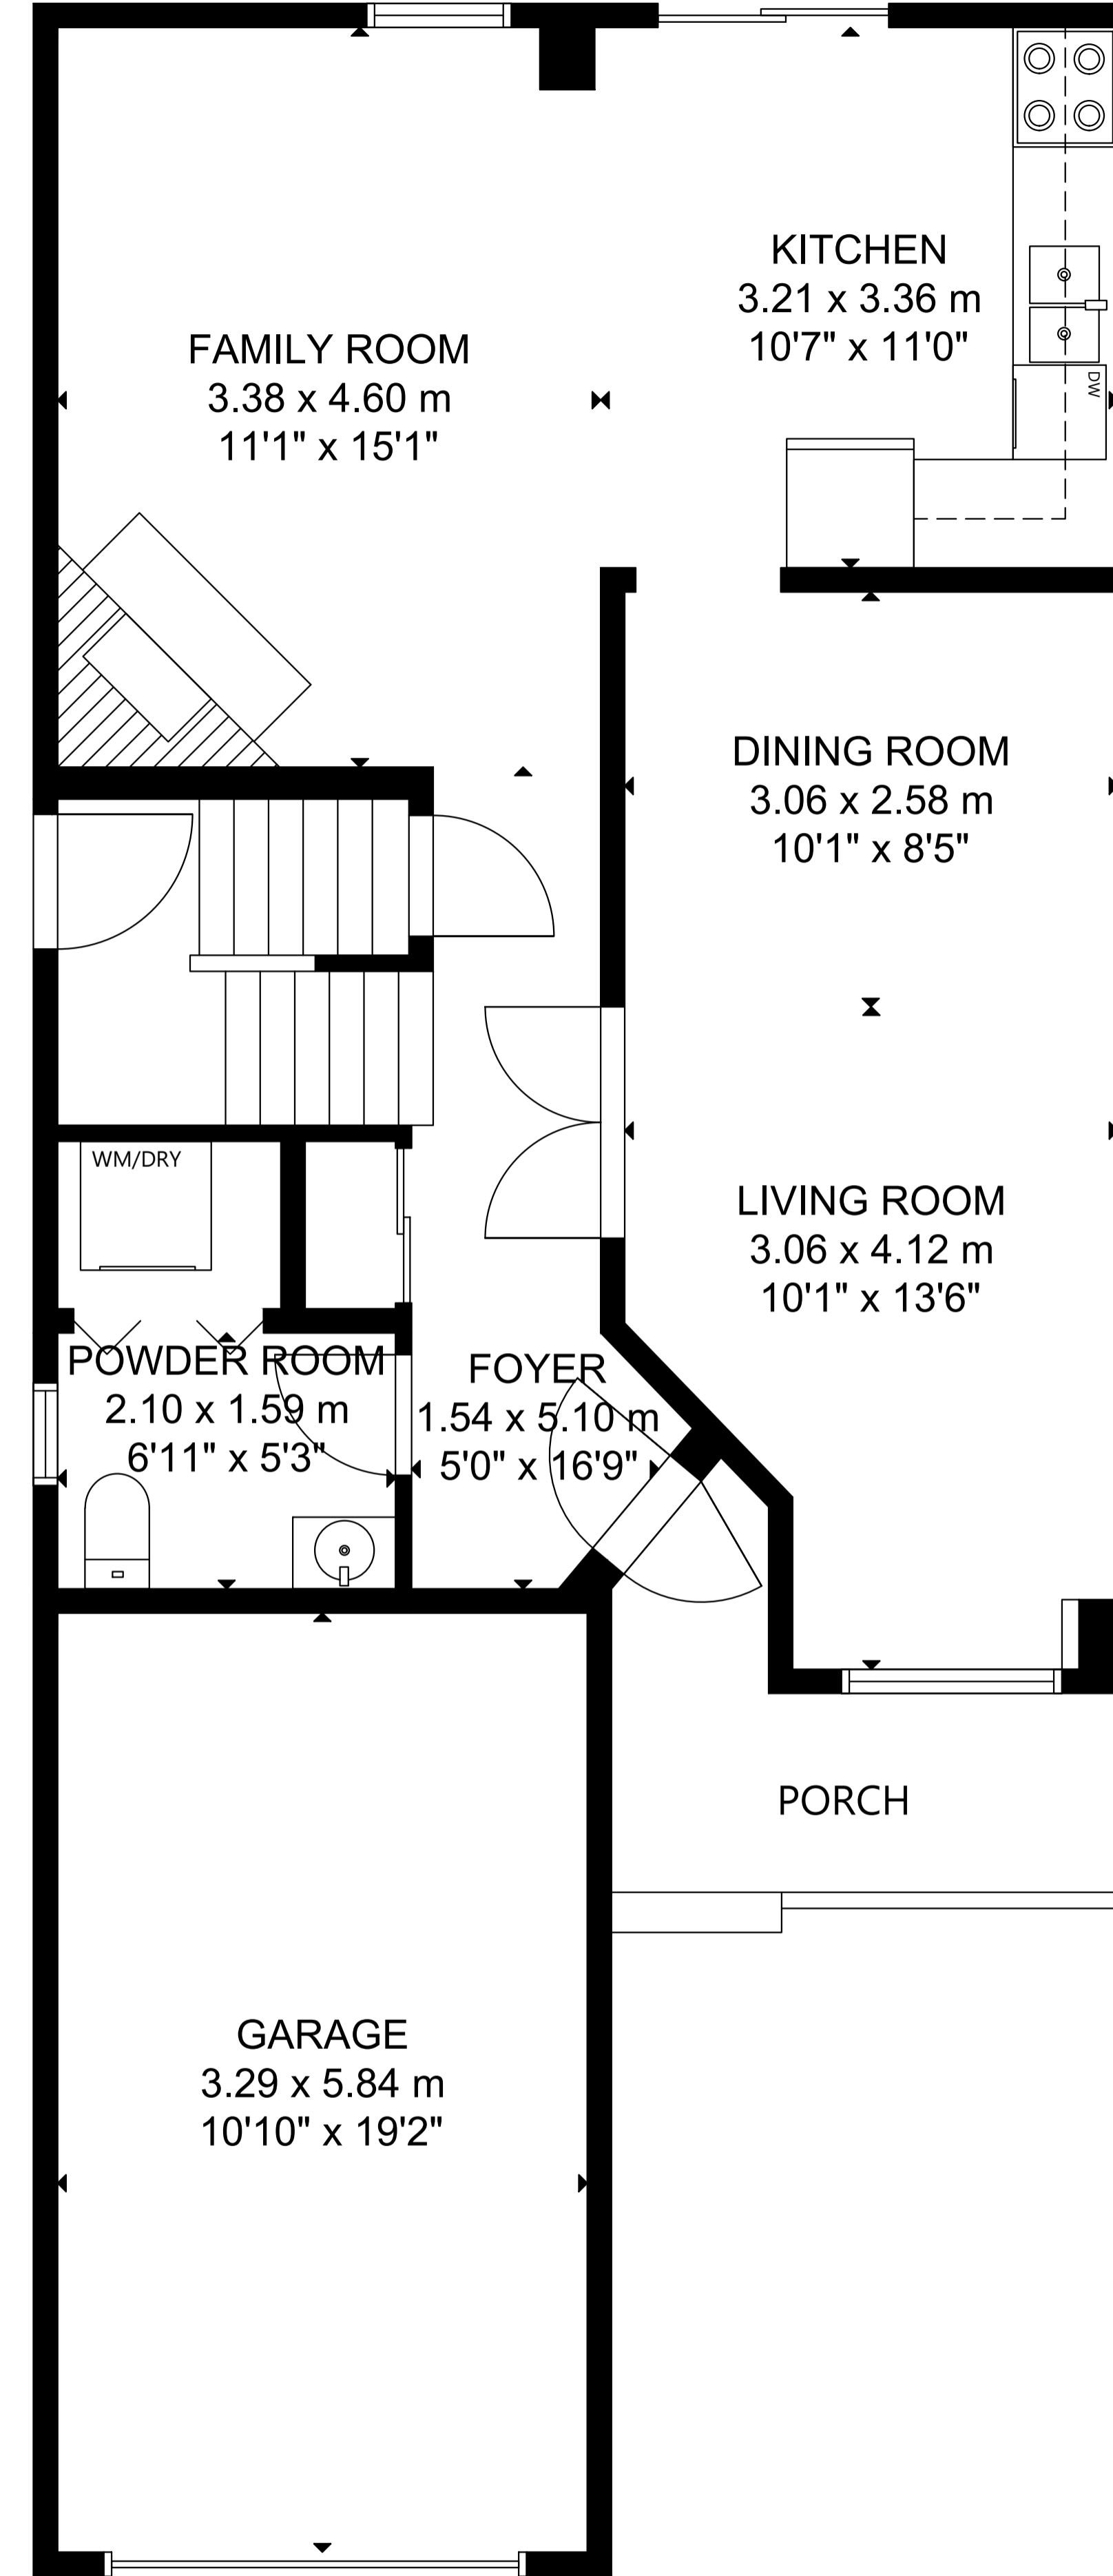 KITCHEN
3.21 x 3.36 m
10'7" x 11'0"
FAMILY ROOM
3.38 x 4.60 m
11'1" x 15'1"
DW
DINING ROOM
3.06 x 2.58 m
10'1" x 8'5"
WM/DRY
LIVING ROOM
3.06 x 4.12 m
10'1" x 13'6"
POWDER ROOM
2.10 x 1.59 m
6'11" x 5'3"
FOYER
1.54 x 5.10 m
5'0" x 16'9"
PORCH
GARAGE
3.29 x 5.84 m
10'10" x 19'2"